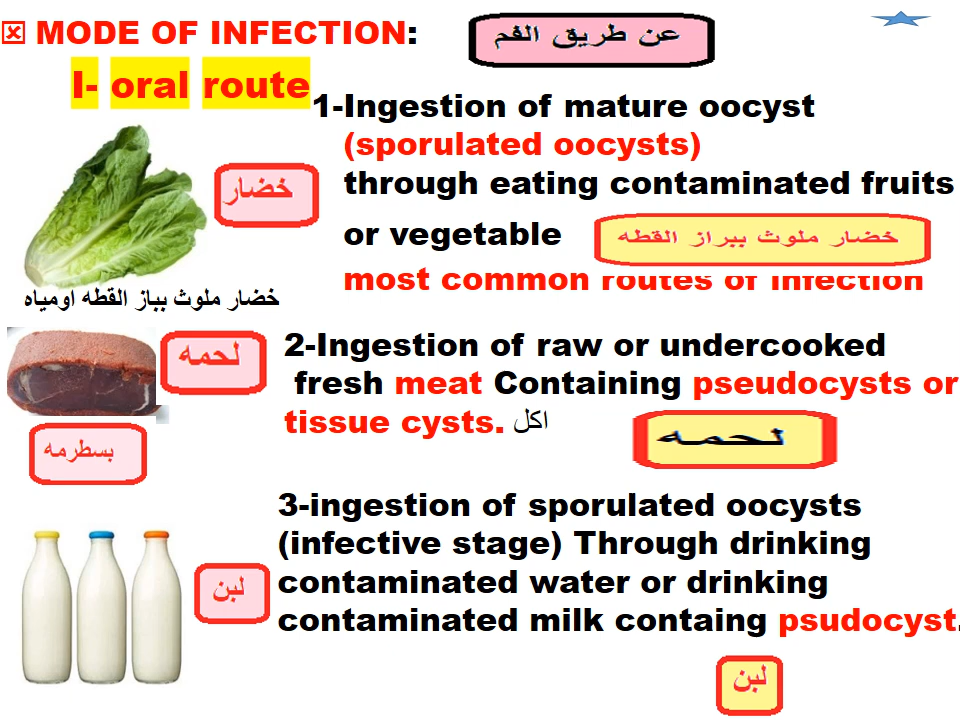 MODE OF INFECTION:
عن طريق الفم
I- oral route
1-Ingestion of mature oocyst
(sporulated oocysts)
خضار
through eating contaminated fruits
or vegetable
خضار ملوث ببراز القطه
most common routes of infection
خضار ملوث بباز القطه اومياه
2-Ingestion of raw or undercooked
لحمه
fresh meat Containing pseudocysts or
tissue cysts. اكل
لحمه
بسطرمه
3-ingestion of sporulated oocysts
(infective stage) Through drinking
لبن
contaminated water or drinking
contaminated milk containg psudocyst.
لبن